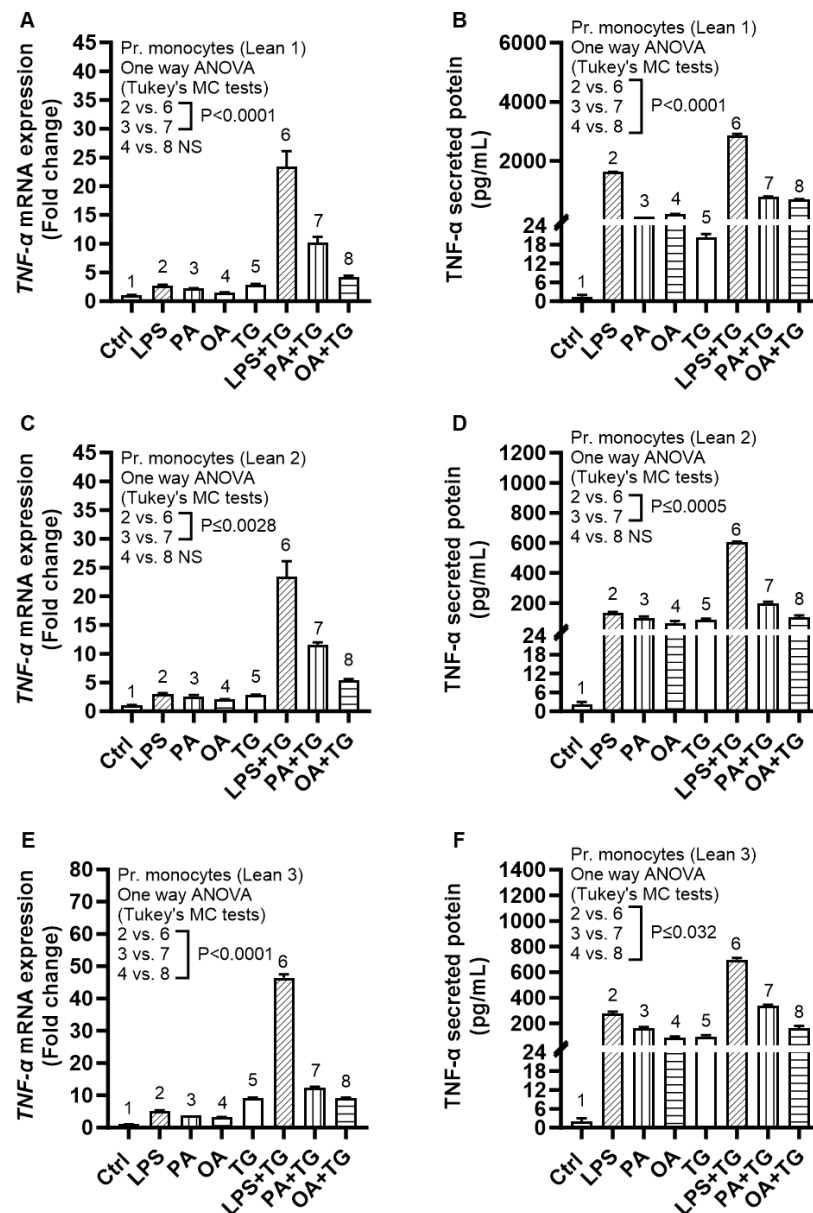 A
TNF-α mRNA expression
(Fold change)
45
40
35
30
25
20
15
10
5
0
Pr. monocytes (Lean 1)
One way ANOVA
(Tukey's MC tests)
2 vs. 6
3 vs. 7
P<0.0001
4 vs. 8 NS
1
2
3
4
5
6
7
8
Ctrl
LPS
PA
OA
TG
LPS+TG
PA+TG
OA+TG
B
TNF-α secreted potein
(pg/mL)
6000
4000
2000
24
18
12
6
0
Pr. monocytes (Lean 1)
One way ANOVA
(Tukey's MC tests)
2 vs. 6
3 vs. 7
4 vs. 8
P<0.0001
1
2
3
4
5
6
7
8
Ctrl
LPS
PA
OA
TG
LPS+TG
PA+TG
OA+TG
C
TNF-α mRNA expression
(Fold change)
45
40
35
30
25
20
15
10
5
0
Pr. monocytes (Lean 2)
One way ANOVA
(Tukey's MC tests)
2 vs. 6
3 vs. 7
P≤0.0028
4 vs. 8 NS
1
2
3
4
5
6
7
8
Ctrl
LPS
PA
OA
TG
LPS+TG
PA+TG
OA+TG
D
TNF-α secreted potein
(pg/mL)
1200
1000
800
600
400
200
24
18
12
6
0
Pr. monocytes (Lean 2)
One way ANOVA
(Tukey's MC tests)
2 vs. 6
3 vs. 7
P≤0.0005
4 vs. 8 NS
1
2
3
4
5
6
7
8
Ctrl
LPS
PA
OA
TG
LPS+TG
PA+TG
OA+TG
E
TNF-α mRNA expression
(Fold change)
80
70
60
50
40
30
20
10
0
Pr. monocytes (Lean 3)
One way ANOVA
(Tukey's MC tests)
2 vs. 6
3 vs. 7
4 vs. 8
P<0.0001
1
2
3
4
5
6
7
8
Ctrl
LPS
PA
OA
TG
LPS+TG
PA+TG
OA+TG
F
TNF-α secreted potein
(pg/mL)
1400
1200
1000
800
600
400
200
24
18
12
6
0
Pr. monocytes (Lean 3)
One way ANOVA
(Tukey's MC tests)
2 vs. 6
3 vs. 7
4 vs. 8
P≤0.032
1
2
3
4
5
6
7
8
Ctrl
LPS
PA
OA
TG
LPS+TG
PA+TG
OA+TG